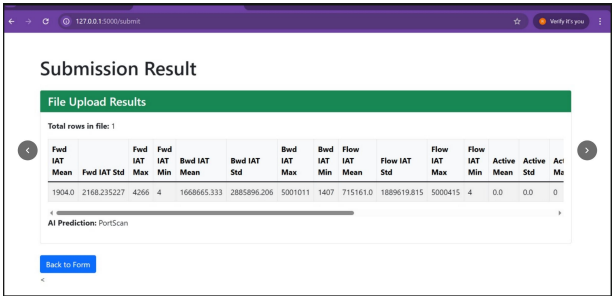 127.0.0.1:5000/submit
Verify it's you
Submission Result
File Upload Results
Total rows in file: 1
Fwd IAT Mean Fwd IAT Std Fwd IAT Max Fwd IAT Min Bwd IAT Mean Bwd IAT Std Bwd IAT Max Bwd IAT Min Flow IAT Mean Flow IAT Std Flow IAT Max Flow IAT Min Active Mean Active Std
1904.0 2168.235227 4266 4 1668665.333 2885896.206 5001011 1407 715161.0 1889619.815 5000415 4 0.0 0.0 0
AI Prediction: PortScan
Back to Form
<